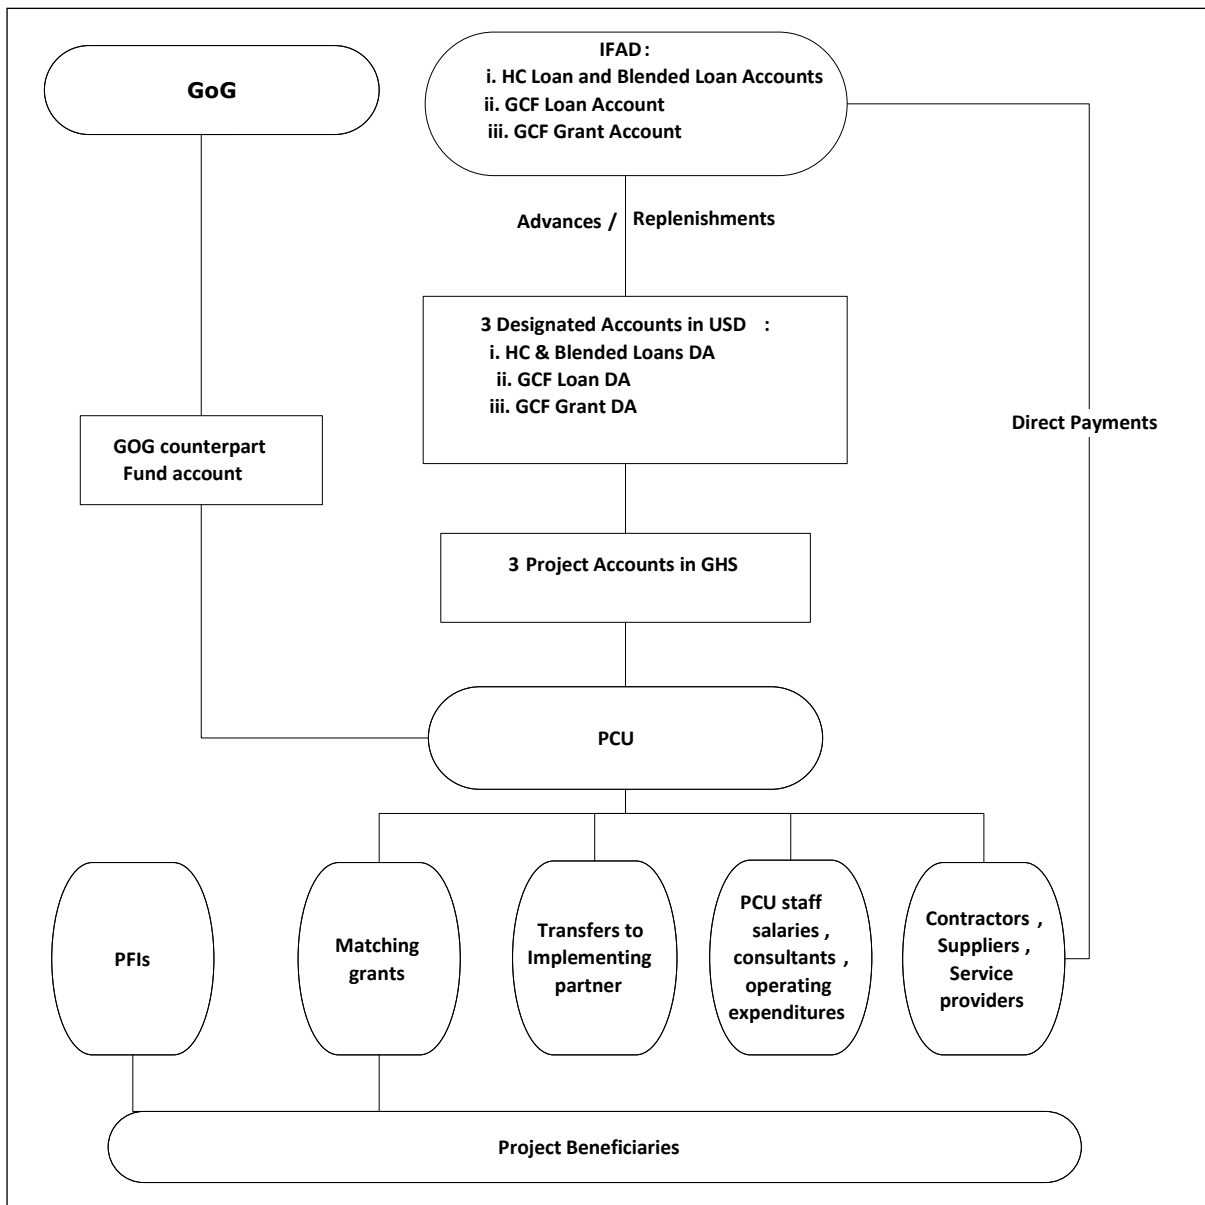 GoG
IFAD :
i. HC Loan and Blended Loan Accounts
ii. GCF Loan Account
iii. GCF Grant Account
Advances / Replenishments
3 Designated Accounts in USD :
i. HC & Blended Loans DA
ii. GCF Loan DA
iii. GCF Grant DA
Direct Payments
GOG counterpart
Fund account
3 Project Accounts in GHS
PCU
PFIs
Matching
grants
Transfers to
Implementing
partner
PCU staff
salaries ,
consultants ,
operating
expenditures
Contractors ,
Suppliers ,
Service
providers
Project Beneficiaries